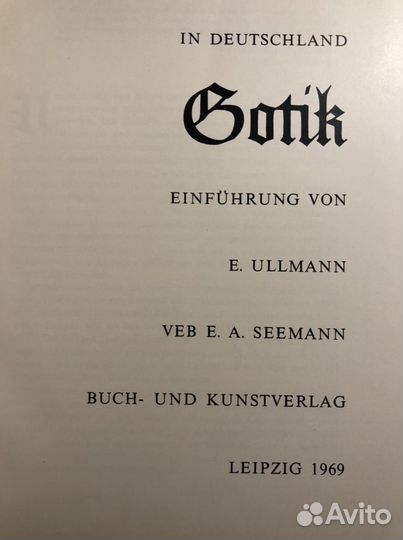 IN DEUTSCHLAND
Gotik
EINFÜHRUNG VON
E. ULLMANN
VEB E. A. SEEMANN
BUCH- UND KUNSTVERLAG
LEIPZIG 1969
Avito